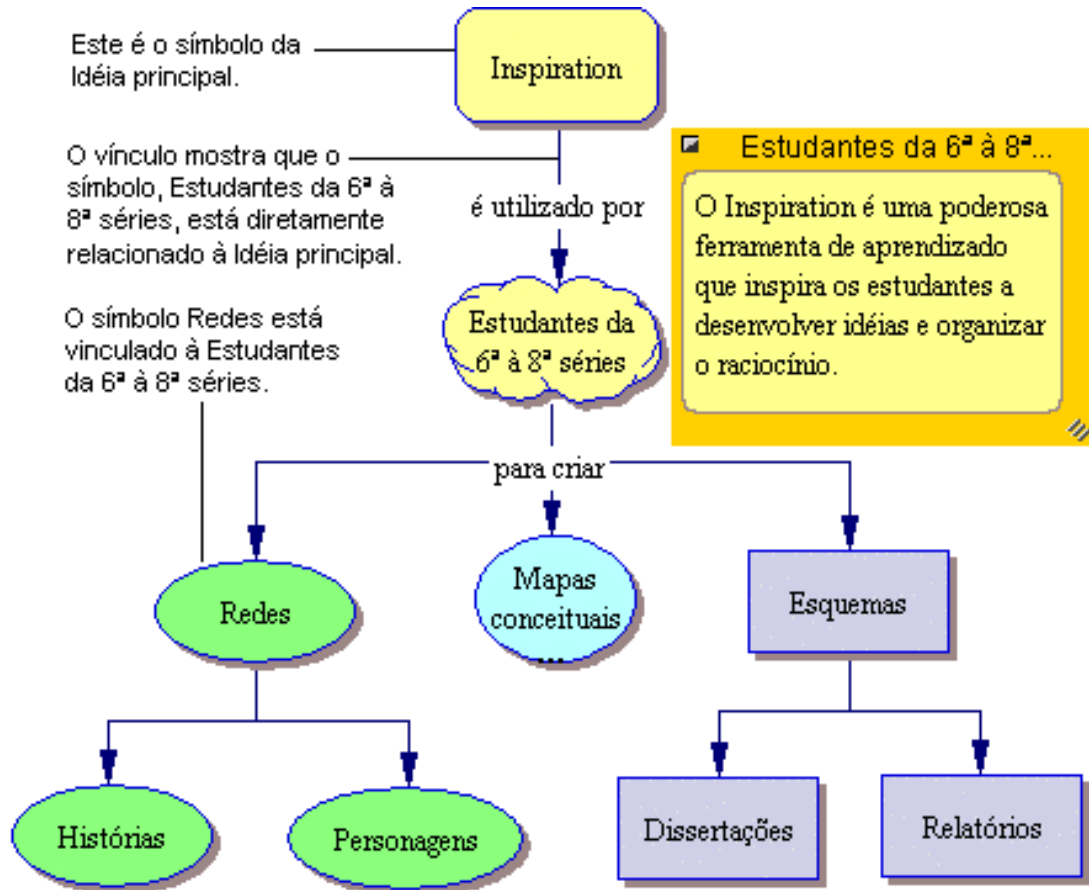 Este é o símbolo da
Idéia principal.
Inspiration
O vínculo mostra que o
símbolo, Estudantes da 6ª à
8ª séries, está diretamente
relacionado à Idéia principal.
é utilizado por
Estudantes da 6ª à 8ª...
O Inspiration é uma poderosa
ferramenta de aprendizado
que inspira os estudantes a
desenvolver idéias e organizar
o raciocínio.
O símbolo Redes está
vinculado à Estudantes
da 6ª à 8ª séries.
Estudantes da
6ª à 8ª séries
para criar
Redes
Mapas
conceituais
...
Esquemas
Histórias
Personagens
Dissertações
Relatórios